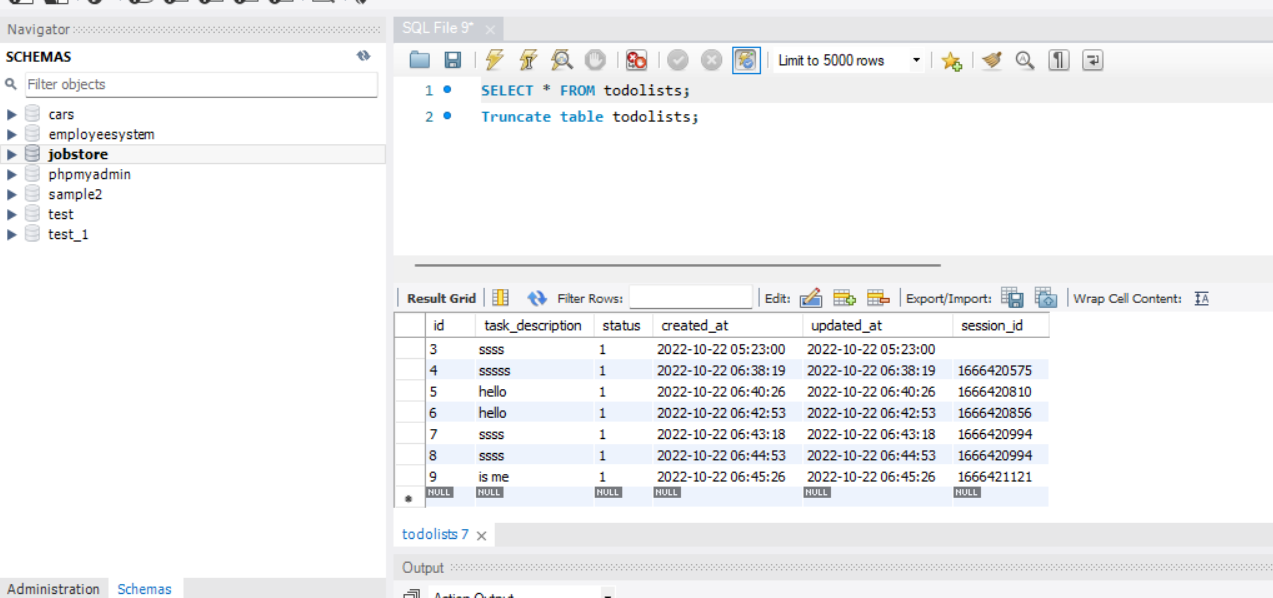 Navigator
SQL File 9*
SCHEMAS
Limit to 5000 rows
Filter objects
1 SELECT * FROM todolists;
2 Truncate table todolists;
cars
employeesystem
jobstore
phpmyadmin
sample2
test
test_1
Result Grid Filter Rows: Edit: Export/Import: Wrap Cell Content: IA
id task_description status created_at updated_at session_id
3 ssss 1 2022-10-22 05:23:00 2022-10-22 05:23:00
4 sssss 1 2022-10-22 06:38:19 2022-10-22 06:38:19 1666420575
5 hello 1 2022-10-22 06:40:26 2022-10-22 06:40:26 1666420810
6 hello 1 2022-10-22 06:42:53 2022-10-22 06:42:53 1666420856
7 ssss 1 2022-10-22 06:43:18 2022-10-22 06:43:18 1666420994
8 ssss 1 2022-10-22 06:44:53 2022-10-22 06:44:53 1666420994
9 is me 1 2022-10-22 06:45:26 2022-10-22 06:45:26 1666421121
NULL NULL NULL NULL NULL NULL
todolists 7
Output
Administration Schemas
Action Output